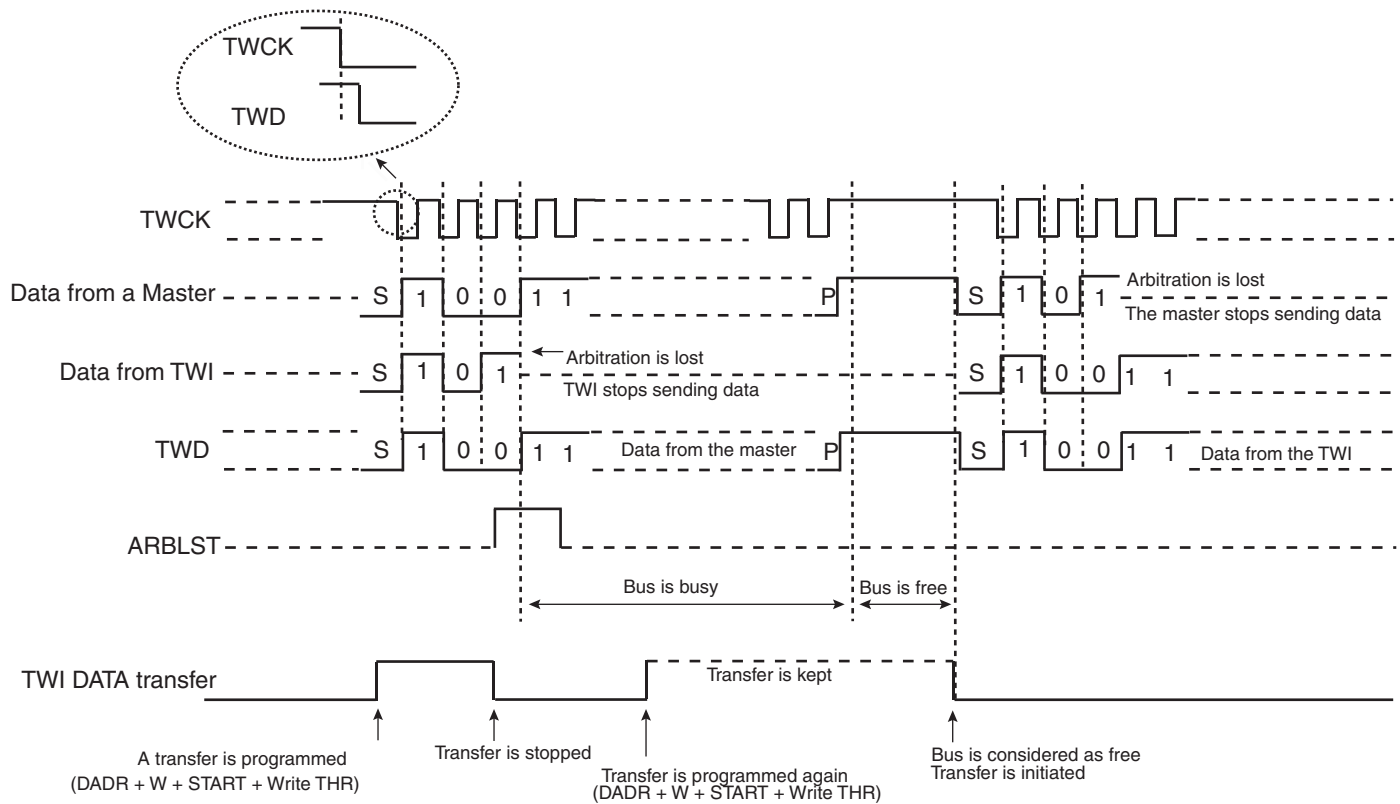 TWCK
TWD
TWCK
Data from a Master S 1 0 0 1 1 P S 1 0 1 Arbitration is lost
The master stops sending data
Data from TWI S 1 0 1 Arbitration is lost S 1 0 0 1 1
TWI stops sending data
TWD S 1 0 0 1 1 Data from the master P S 1 0 0 1 1 Data from the TWI
ARBLST
Bus is busy Bus is free
TWI DATA transfer Transfer is kept
A transfer is programmed
(DADR + W + START + Write THR)
Transfer is stopped
Transfer is programmed again
(DADR + W + START + Write THR)
Bus is considered as free
Transfer is initiated